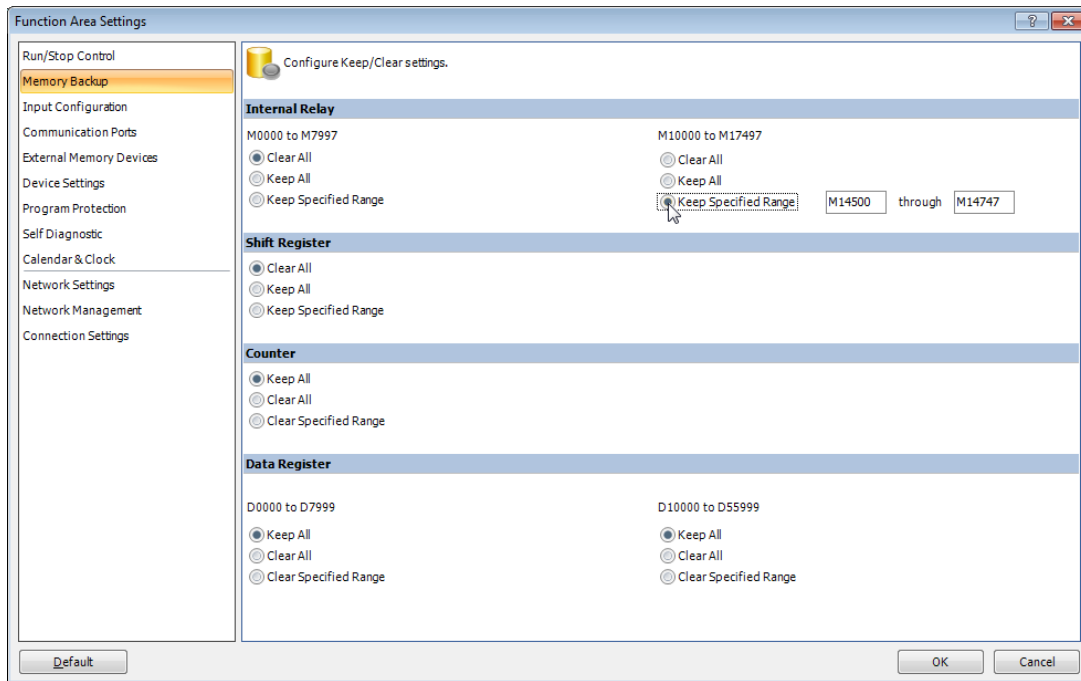 Function Area Settings
Run/Stop Control
Memory Backup
Input Configuration
Communication Ports
External Memory Devices
Device Settings
Program Protection
Self Diagnostic
Calendar & Clock
Network Settings
Network Management
Connection Settings
Configure Keep/Clear settings.
Internal Relay
M0000 to M7997
Clear All
Keep All
Keep Specified Range
M10000 to M17497
Clear All
Keep All
Keep Specified Range M14500 through M14747
Shift Register
Clear All
Keep All
Keep Specified Range
Counter
Keep All
Clear All
Clear Specified Range
Data Register
D0000 to D7999
Keep All
Clear All
Clear Specified Range
D10000 to D55999
Keep All
Clear All
Clear Specified Range
Default
OK
Cancel